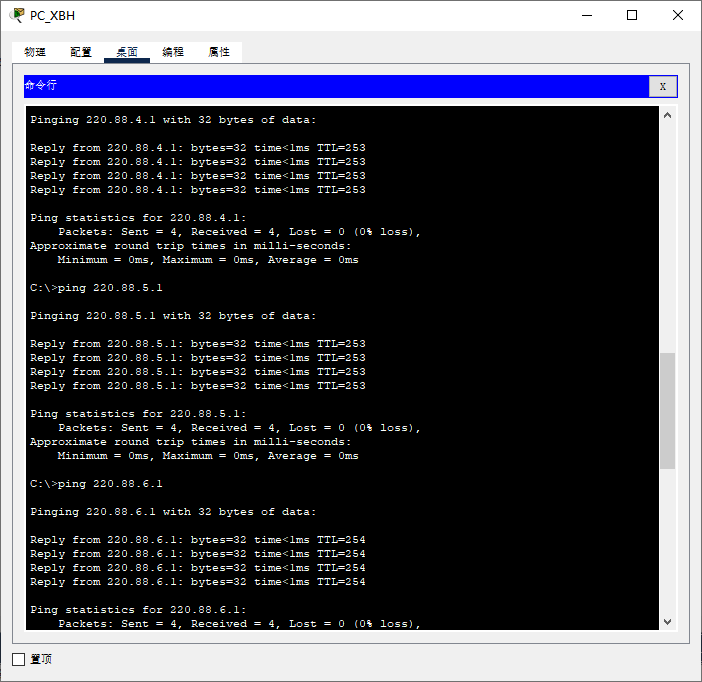 PC_XBH
物理 配置 桌面 编程 属性
命令行
X
Pinging 220.88.4.1 with 32 bytes of data:
Reply from 220.88.4.1: bytes=32 time<1ms TTL=253
Reply from 220.88.4.1: bytes=32 time<1ms TTL=253
Reply from 220.88.4.1: bytes=32 time<1ms TTL=253
Reply from 220.88.4.1: bytes=32 time<1ms TTL=253
Ping statistics for 220.88.4.1:
Packets: Sent = 4, Received = 4, Lost = 0 (0% loss),
Approximate round trip times in milli-seconds:
Minimum = 0ms, Maximum = 0ms, Average = 0ms
C:\>ping 220.88.5.1
Pinging 220.88.5.1 with 32 bytes of data:
Reply from 220.88.5.1: bytes=32 time<1ms TTL=253
Reply from 220.88.5.1: bytes=32 time<1ms TTL=253
Reply from 220.88.5.1: bytes=32 time<1ms TTL=253
Reply from 220.88.5.1: bytes=32 time<1ms TTL=253
Ping statistics for 220.88.5.1:
Packets: Sent = 4, Received = 4, Lost = 0 (0% loss),
Approximate round trip times in milli-seconds:
Minimum = 0ms, Maximum = 0ms, Average = 0ms
C:\>ping 220.88.6.1
Pinging 220.88.6.1 with 32 bytes of data:
Reply from 220.88.6.1: bytes=32 time<1ms TTL=254
Reply from 220.88.6.1: bytes=32 time<1ms TTL=254
Reply from 220.88.6.1: bytes=32 time<1ms TTL=254
Reply from 220.88.6.1: bytes=32 time<1ms TTL=254
Ping statistics for 220.88.6.1:
Packets: Sent = 4, Received = 4, Lost = 0 (0% loss),
置顶